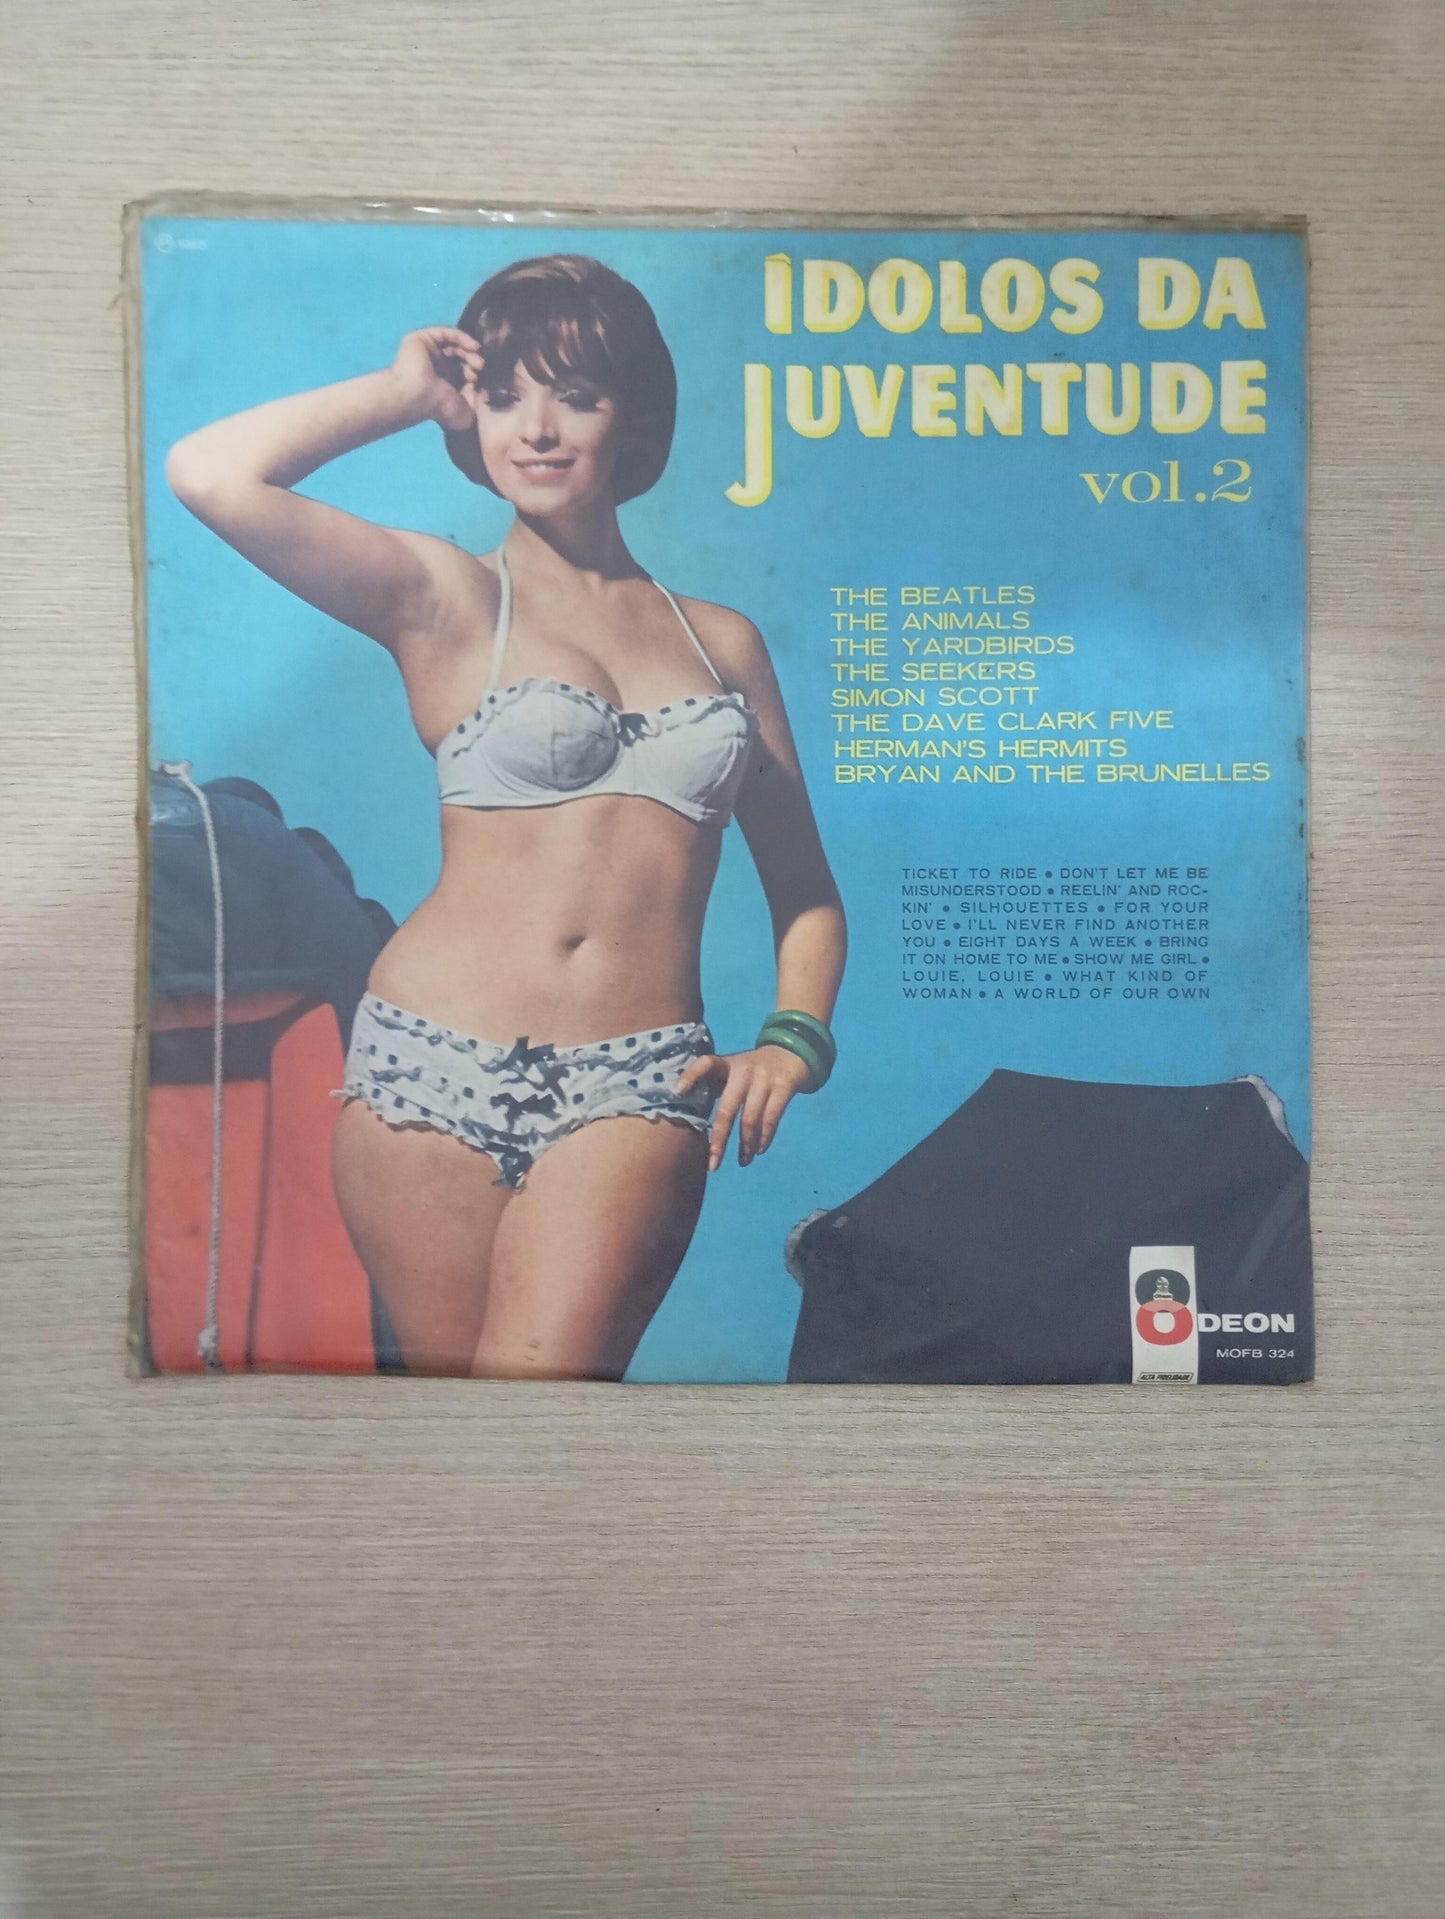 ℗ 1965
ÍDOLOS DA
JUVENTUDE
vol.2
THE BEATLES
THE ANIMALS
THE YARDBIRDS
THE SEEKERS
SIMON SCOTT
THE DAVE CLARK FIVE
HERMAN'S HERMITS
BRYAN AND THE BRUNELLES
TICKET TO RIDE • DON'T LET ME BE
MISUNDERSTOOD • REELIN' AND ROC-
KIN' • SILHOUETTES • FOR YOUR
LOVE • I'LL NEVER FIND ANOTHER
YOU • EIGHT DAYS A WEEK • BRING
IT ON HOME TO ME • SHOW ME GIRL •
LOUIE, LOUIE • WHAT KIND OF
WOMAN • A WORLD OF OUR OWN
ODEON
MOFB 324
ALTA FIDELIDADE